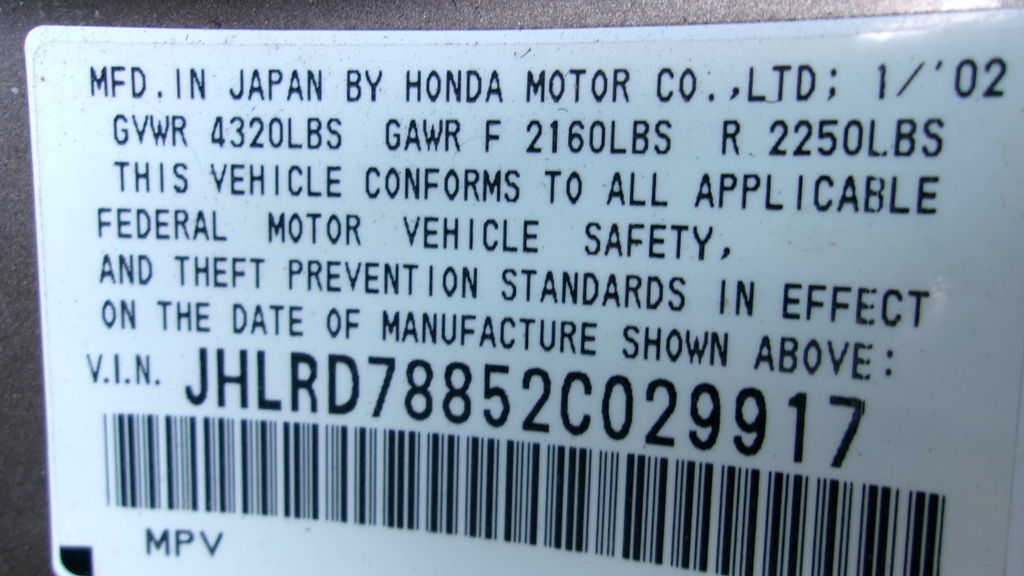 MFD.IN JAPAN BY HONDA MOTOR CO.,LTD; 1/'02
GVWR 4320LBS GAWR F 2160LBS R 2250LBS
THIS VEHICLE CONFORMS TO ALL APPLICABLE
FEDERAL MOTOR VEHICLE SAFETY,
AND THEFT PREVENTION STANDARDS IN EFFECT
ON THE DATE OF MANUFACTURE SHOWN ABOVE:
V.I.N. JHLRD78852C029917
MPV